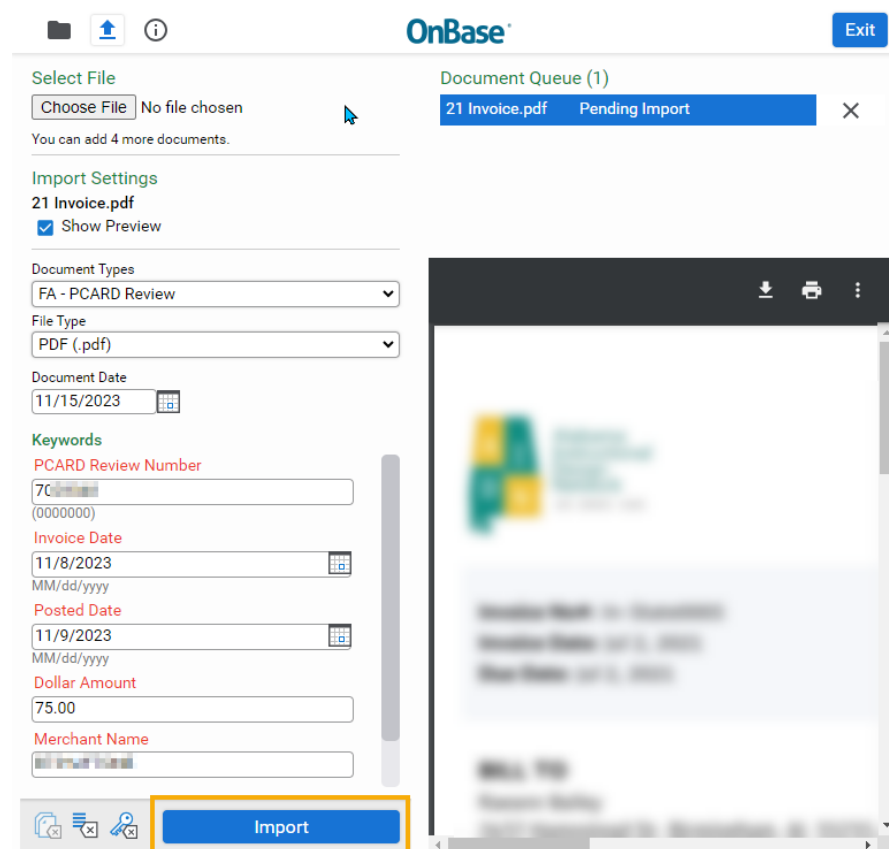 OnBase
Exit
Select File
Choose File No file chosen
You can add 4 more documents.
Import Settings
21 Invoice.pdf
Show Preview
Document Types
FA - PCARD Review
File Type
PDF (.pdf)
Document Date
11/15/2023
Keywords
PCARD Review Number
(0000000)
Invoice Date
11/8/2023
MM/dd/yyyy
Posted Date
11/9/2023
MM/dd/yyyy
Dollar Amount
75.00
Merchant Name
Import
Document Queue (1)
21 Invoice.pdf Pending Import
BILL TO